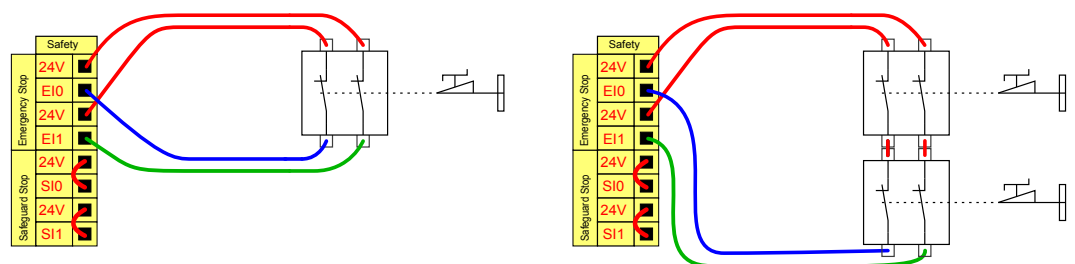 Safety
Emergency Stop
24V
EI0
24V
EI1
Safeguard Stop
24V
SI0
24V
SI1
Safety
Emergency Stop
24V
EI0
24V
EI1
Safeguard Stop
24V
SI0
24V
SI1